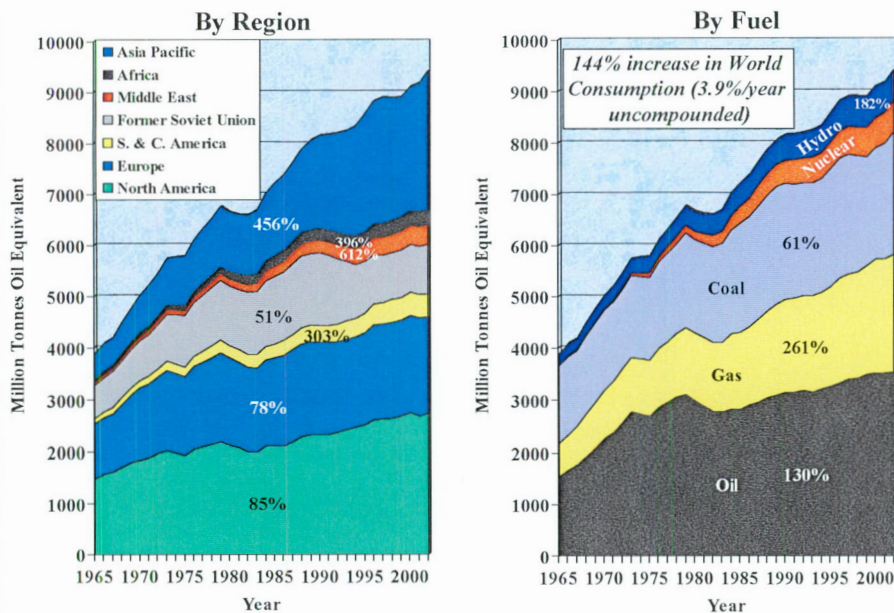 By Region
Million Tonnes Oil Equivalent
10000
9000
8000
7000
6000
5000
4000
3000
2000
1000
0
Asia Pacific
Africa
Middle East
Former Soviet Union
S. & C. America
Europe
North America
456%
396%
612%
51%
303%
78%
85%
1965 1970 1975 1980 1985 1990 1995 2000
Year
By Fuel
Million Tonnes Oil Equivalent
10000
9000
8000
7000
6000
5000
4000
3000
2000
1000
0
144% increase in World
Consumption (3.9%/year
uncompounded)
182%
Hydro
Nuclear
61%
Coal
261%
Gas
130%
Oil
1965 1970 1975 1980 1985 1990 1995 2000
Year